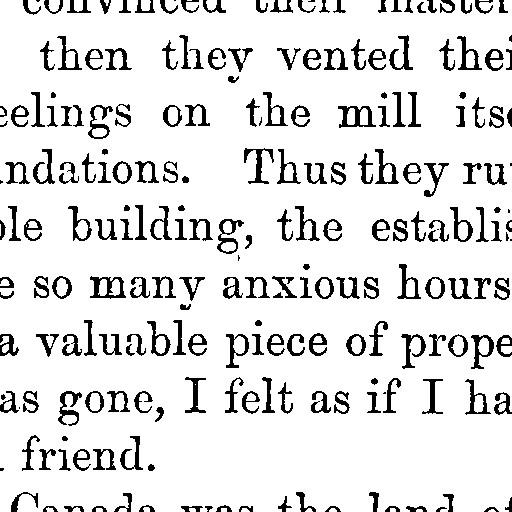 convinced their master
then they vented thei
eelings on the mill its
ndations. Thus they ru
ole building, the establis
e so many anxious hours
a valuable piece of prope
as gone, I felt as if I ha
friend.
Canada was the land of